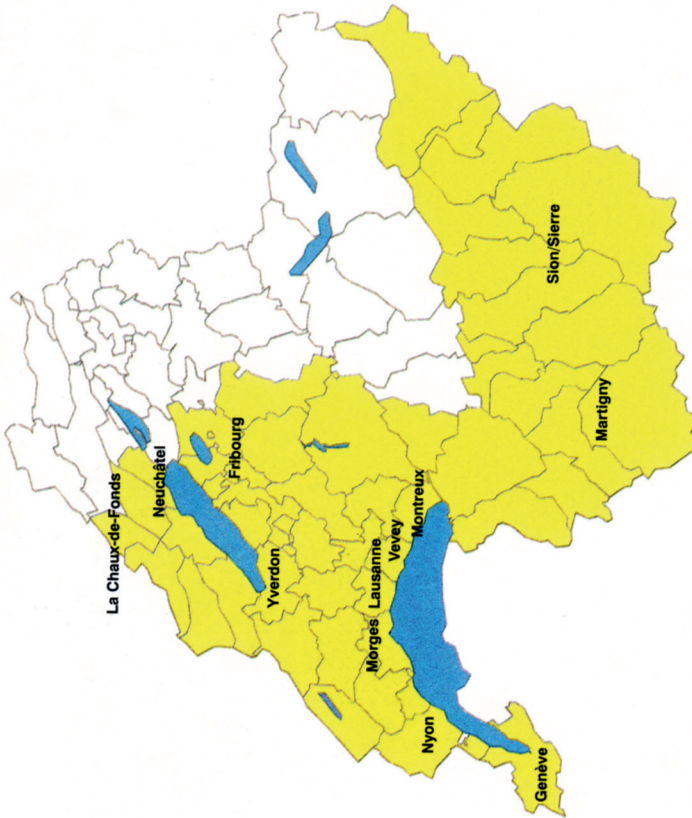 La Chaux-de-Fonds
Neuchâtel
Fribourg
Yverdon
Morges
Lausanne
Vevey
Montreux
Nyon
Genève
Martigny
Sion/Sierre